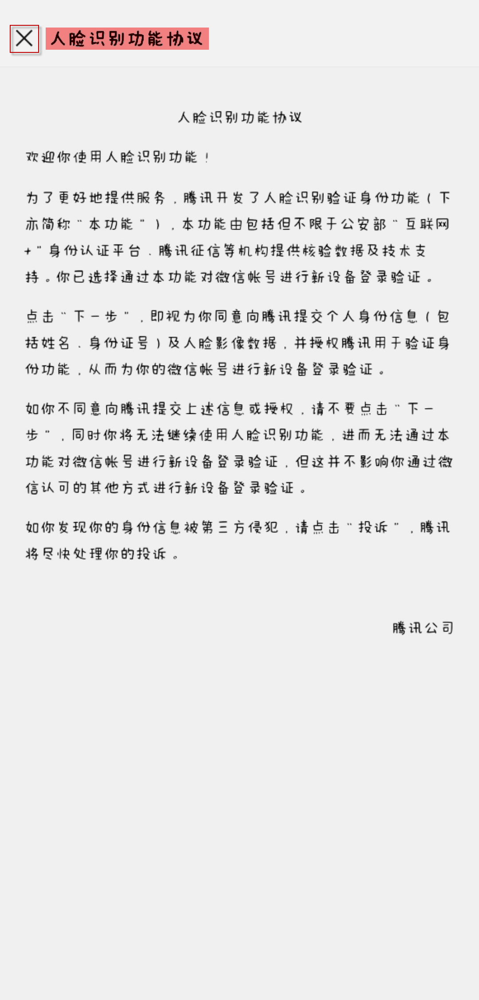 人脸识别功能协议
人脸识别功能协议
欢迎你使用人脸识别功能！
为了更好地提供服务，腾讯开发了人脸识别验证身份功能（下
亦简称“本功能”），本功能由包括但不限于公安部“互联网
+”身份认证平台、腾讯征信等机构提供核验数据及技术支
持。你已选择通过本功能对微信帐号进行新设备登录验证。
点击“下一步”，即视为你同意向腾讯提交个人身份信息（包
括姓名、身份证号）及人脸影像数据，并授权腾讯用于验证身
份功能，从而为你的微信帐号进行新设备登录验证。
如你不同意向腾讯提交上述信息或授权，请不要点击“下一
步”，同时你将无法继续使用人脸识别功能，进而无法通过本
功能对微信帐号进行新设备登录验证，但这并不影响你通过微
信认可的其他方式进行新设备登录验证。
如你发现你的身份信息被第三方侵犯，请点击“投诉”，腾讯
将尽快处理你的投诉。
腾讯公司